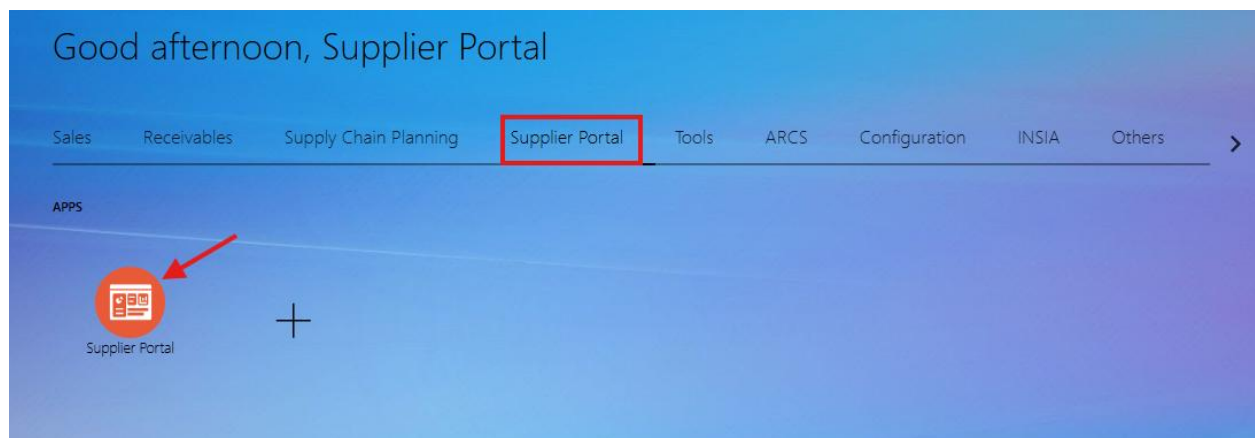 Good afternoon, Supplier Portal
Sales Receivables Supply Chain Planning Supplier Portal Tools ARCS Configuration INSIA Others
APPS
Supplier Portal